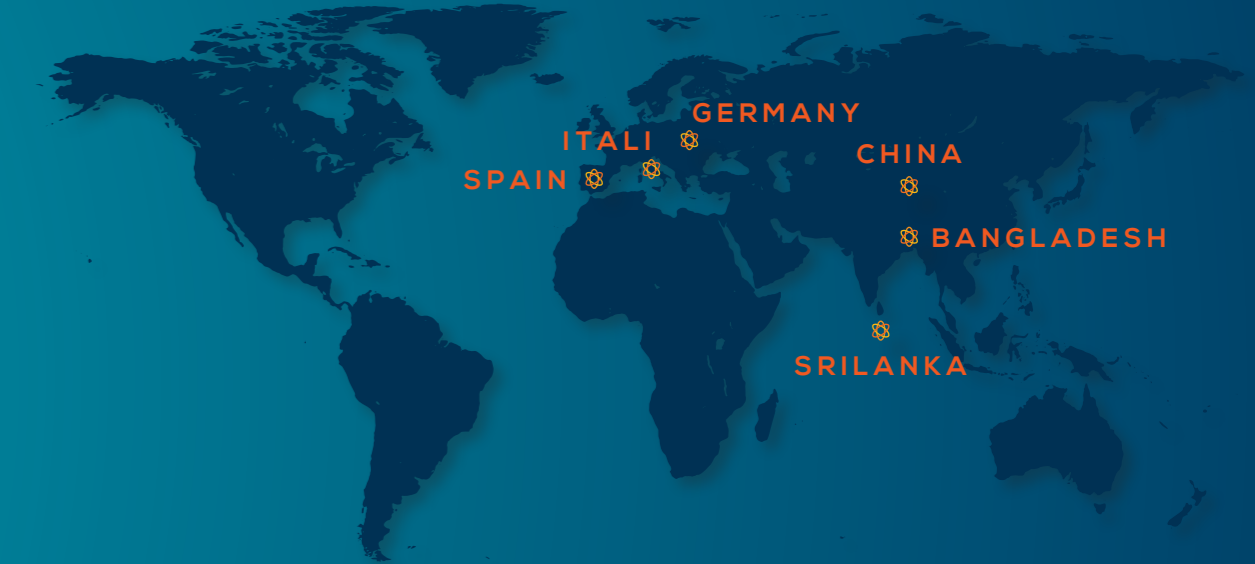 GERMANY
ITALI
CHINA
SPAIN
BANGLADESH
SRILANKA